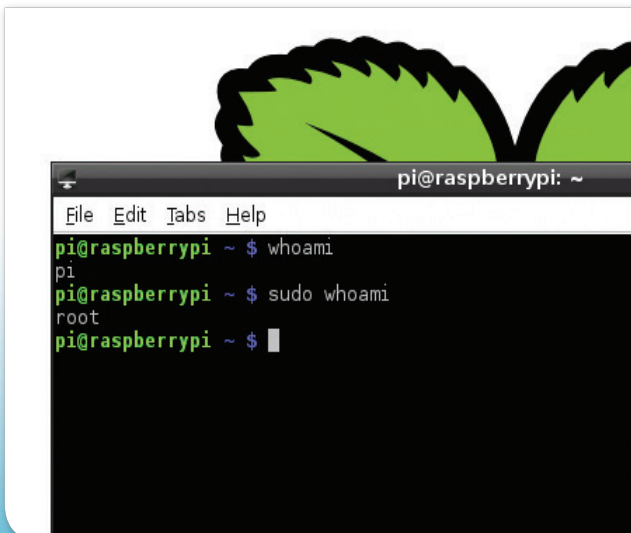 pi@raspberrypi: ~
File Edit Tabs Help
pi@raspberrypi ~ $ whoami
pi
pi@raspberrypi ~ $ sudo whoami
root
pi@raspberrypi ~ $